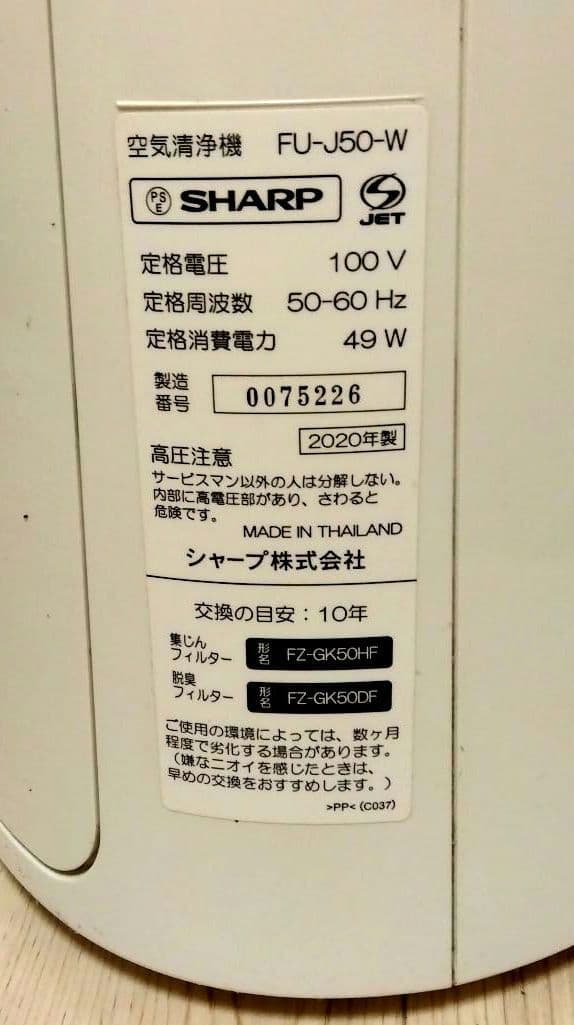 空気清浄機 FU-J50-W
PS E SHARP S JET
定格電圧 100 V
定格周波数 50-60 Hz
定格消費電力 49 W
製造番号 0075226
2020年製
高圧注意
サービスマン以外の人は分解しない。
内部に高電圧部があり、さわると
危険です。
MADE IN THAILAND
シャープ株式会社
交換の目安：10年
集じんフィルター 形名 FZ-GK50HF
脱臭フィルター 形名 FZ-GK50DF
ご使用の環境によっては、数ヶ月
程度で劣化する場合があります。
（嫌なニオイを感じたときは、
早めの交換をおすすめします。）
>PP< (C037)